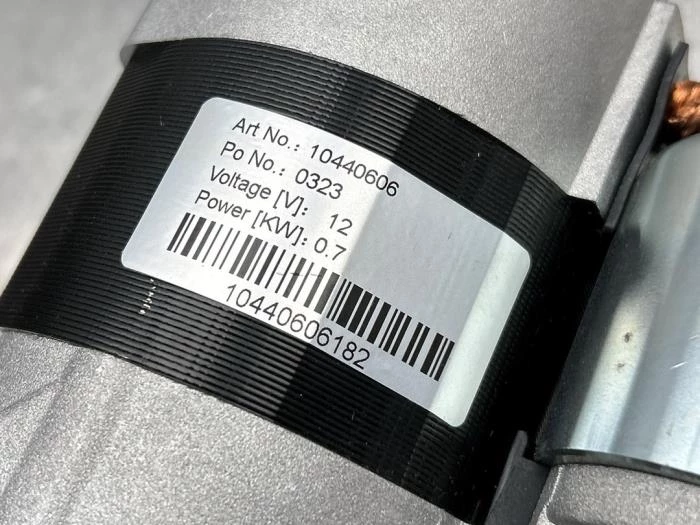 Art No.: 10440606
Po No.: 0323
Voltage [V]: 12
Power [KW]: 0.7
10440606182